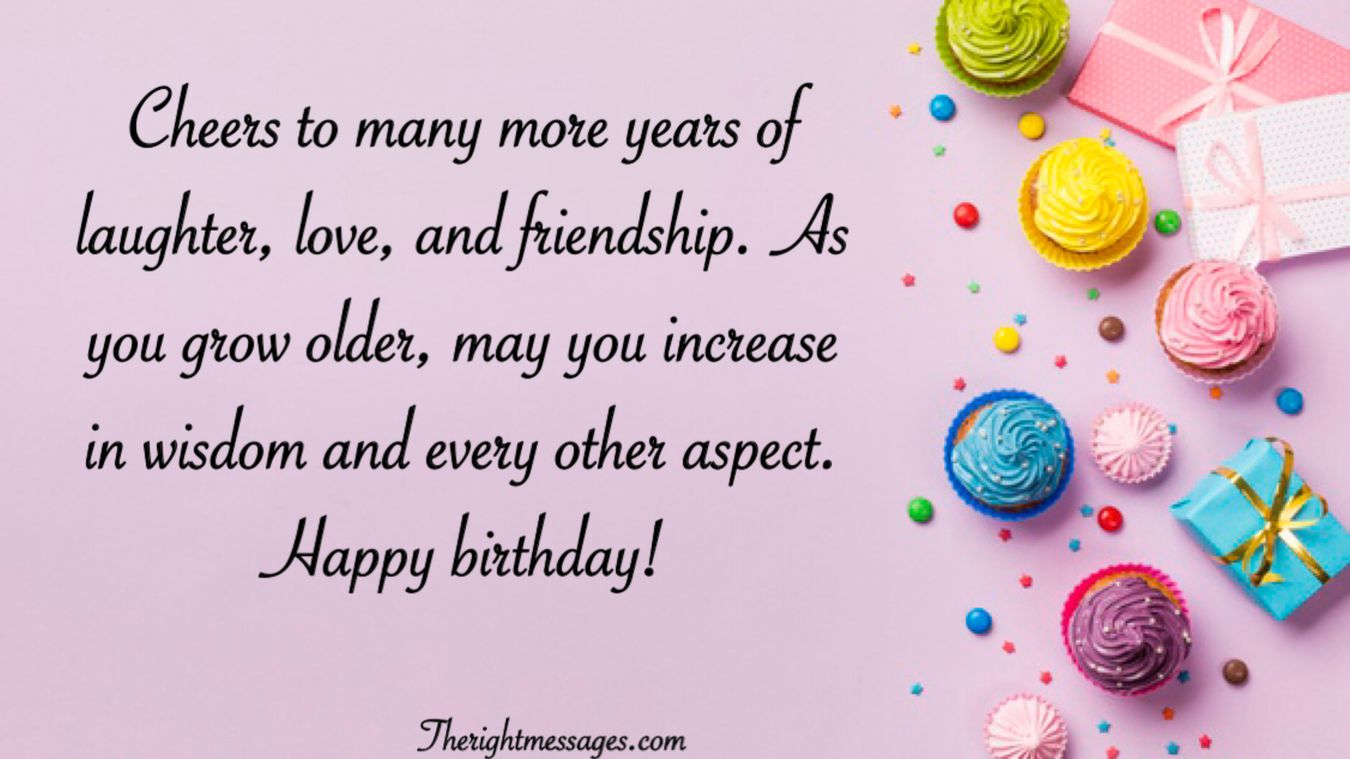 Cheers to many more years of
laughter, love, and friendship. As
you grow older, may you increase
in wisdom and every other aspect.
Happy birthday!
Therightmessages.com